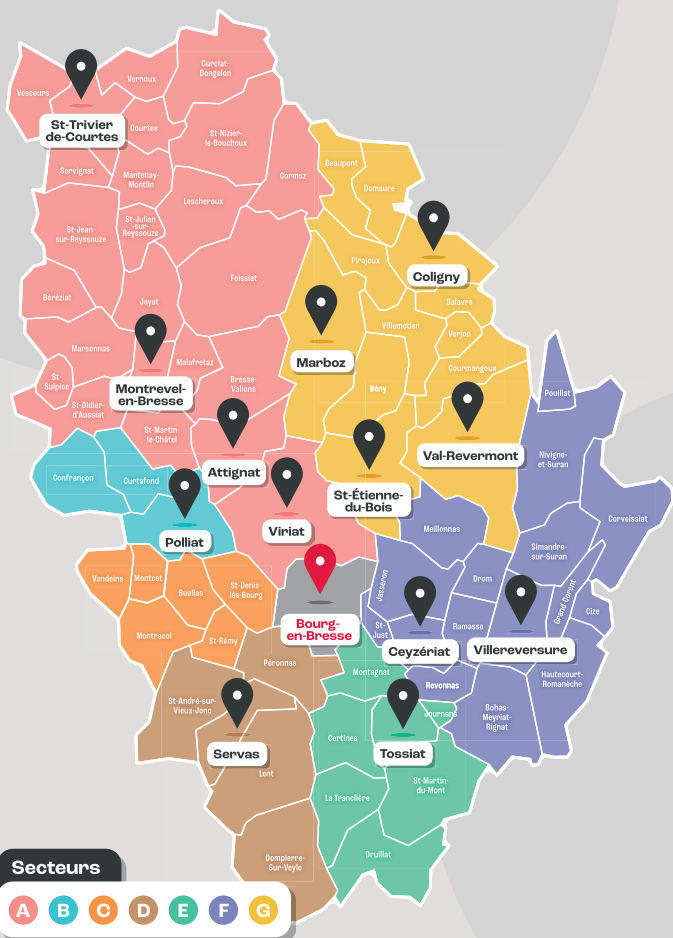 Curciat-
Dongalon
Vernoux
Vescours
St-Trivier
de-Courtes
Courtes
St-Nizier-
le-Bouchoux
Beaupont
Servignat
Mantenay-
Montlin
Cormoz
Domsure
Lescheroux
St-Julien
-sur-
Reyssouze
St-Jean-
sur-Reyssouze
Pirajoux
Coligny
Foissiat
Béréziat
Jayat
Salavre
Villemotier
Verjon
Marsonnas
Malafretaz
Marboz
Courmangoux
St-
Sulpice
Montrevel-
en-Bresse
Bresse-
Vallons
Bény
Pouillat
St-Didier-
d'Aussiat
St-Martin-
le-Châtel
Val-Revermont
Nivigne-
et-Suran
Confrançon
Curtafond
Attignat
St-Étienne-
du-Bois
Corveissiat
Viriat
Meillonnas
Polliat
Simandre-
sur-Suran
Vandeins
Montcet
Buellas
St-Denis-
lès-Bourg
Jasseron
Drom
Grand-Corent
Cize
Bourg-
en-Bresse
St-
Just
Ramasse
Montracol
St-Rémy
Ceyzériat
Villereversure
Péronnas
Montagnat
Revonnas
Hautecourt-
Romanèche
St-André-sur-
Vieux-Jonc
Journans
Bohas-
Meyriat-
Rignat
Certines
Servas
Tossiat
Lent
St-Martin-
du-Mont
La Tranclière
Druillat
Dompierre-
Sur-Veyle
Secteurs
A B C D E F G